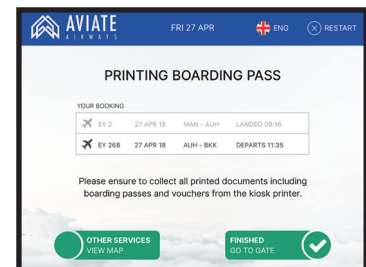 AVIATE
AIRWAYS
FRI 27 APR
ENG
RESTART
PRINTING BOARDING PASS
YOUR BOOKING
EY 2 27 APR 18 MAN - AUH LANDED 09:16
EY 268 27 APR 18 AUH - BKK DEPARTS 11:35
Please ensure to collect all printed documents including
boarding passes and vouchers from the kiosk printer.
OTHER SERVICES
VIEW MAP
FINISHED
GO TO GATE